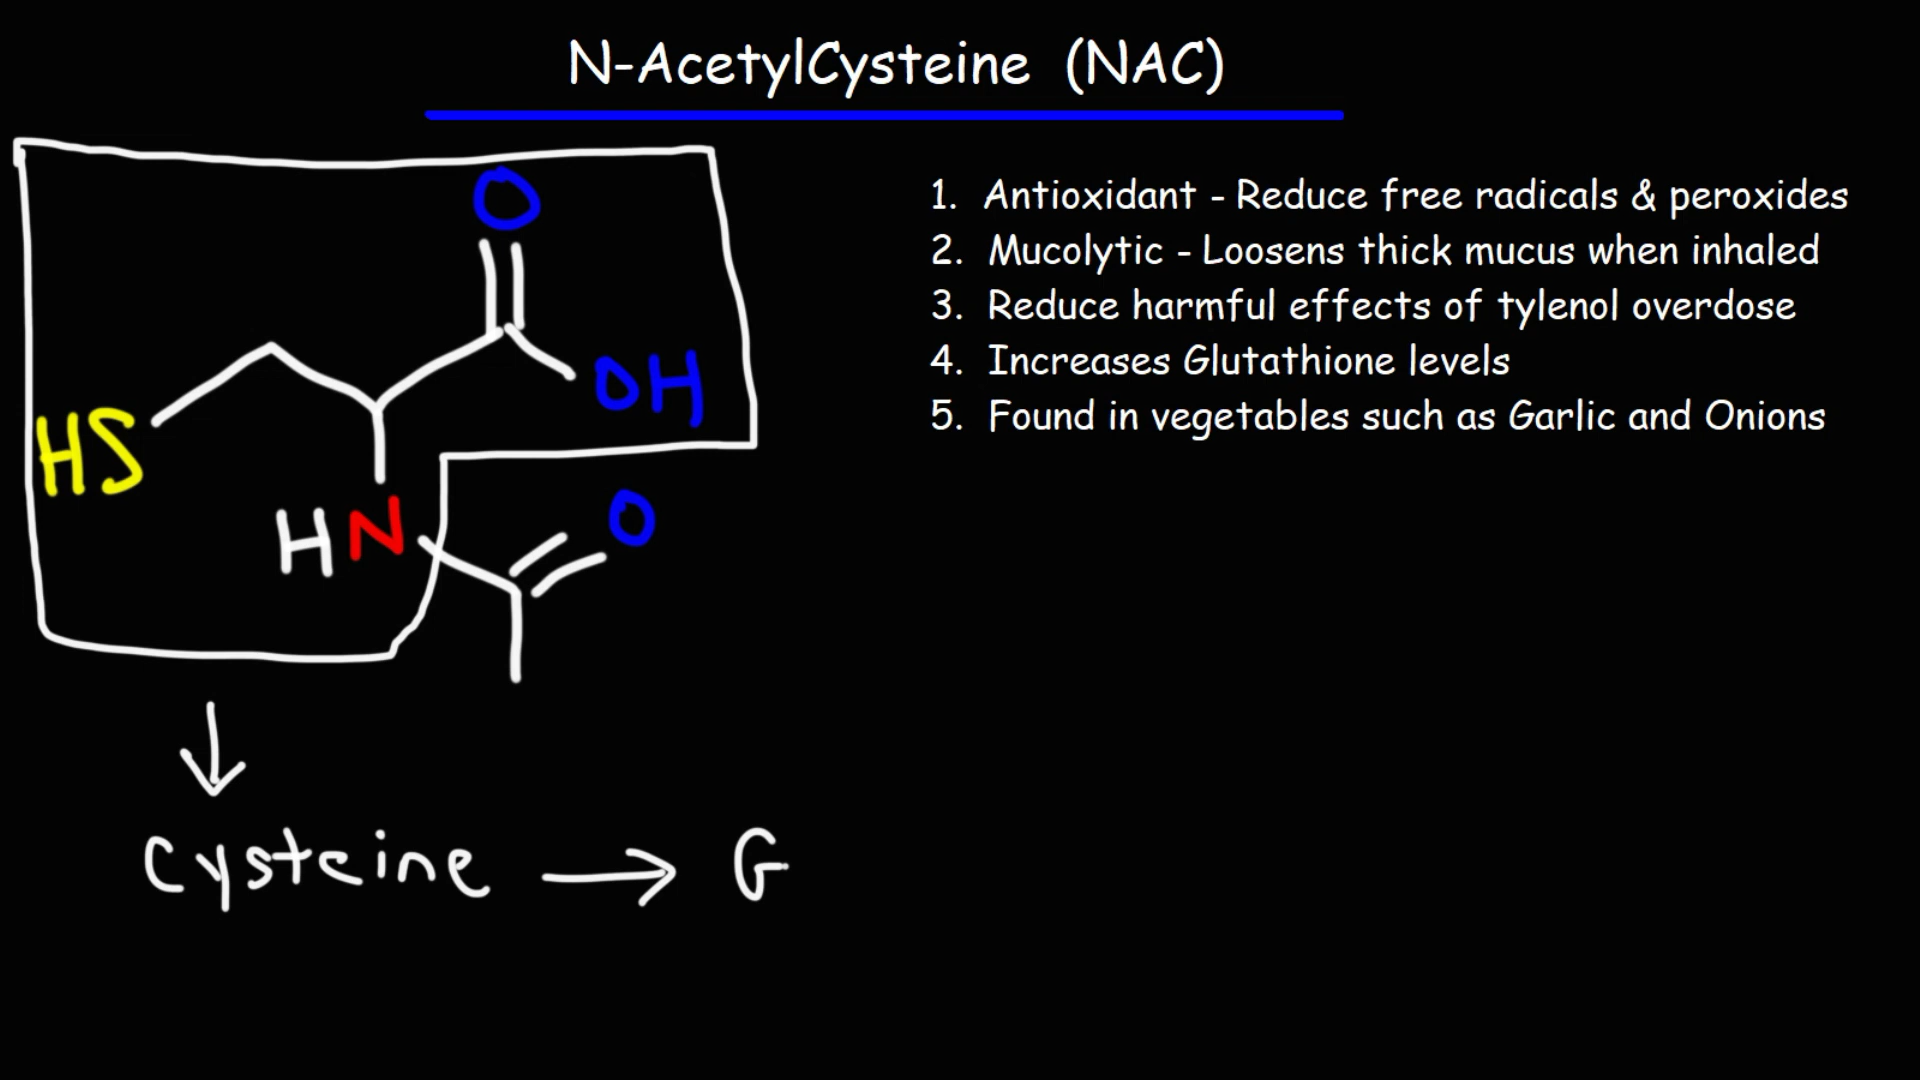 N-AcetylCysteine (NAC)
O
OH
HS
HN
O
Cysteine → G
1. Antioxidant - Reduce free radicals & peroxides
2. Mucolytic - Loosens thick mucus when inhaled
3. Reduce harmful effects of tylenol overdose
4. Increases Glutathione levels
5. Found in vegetables such as Garlic and Onions